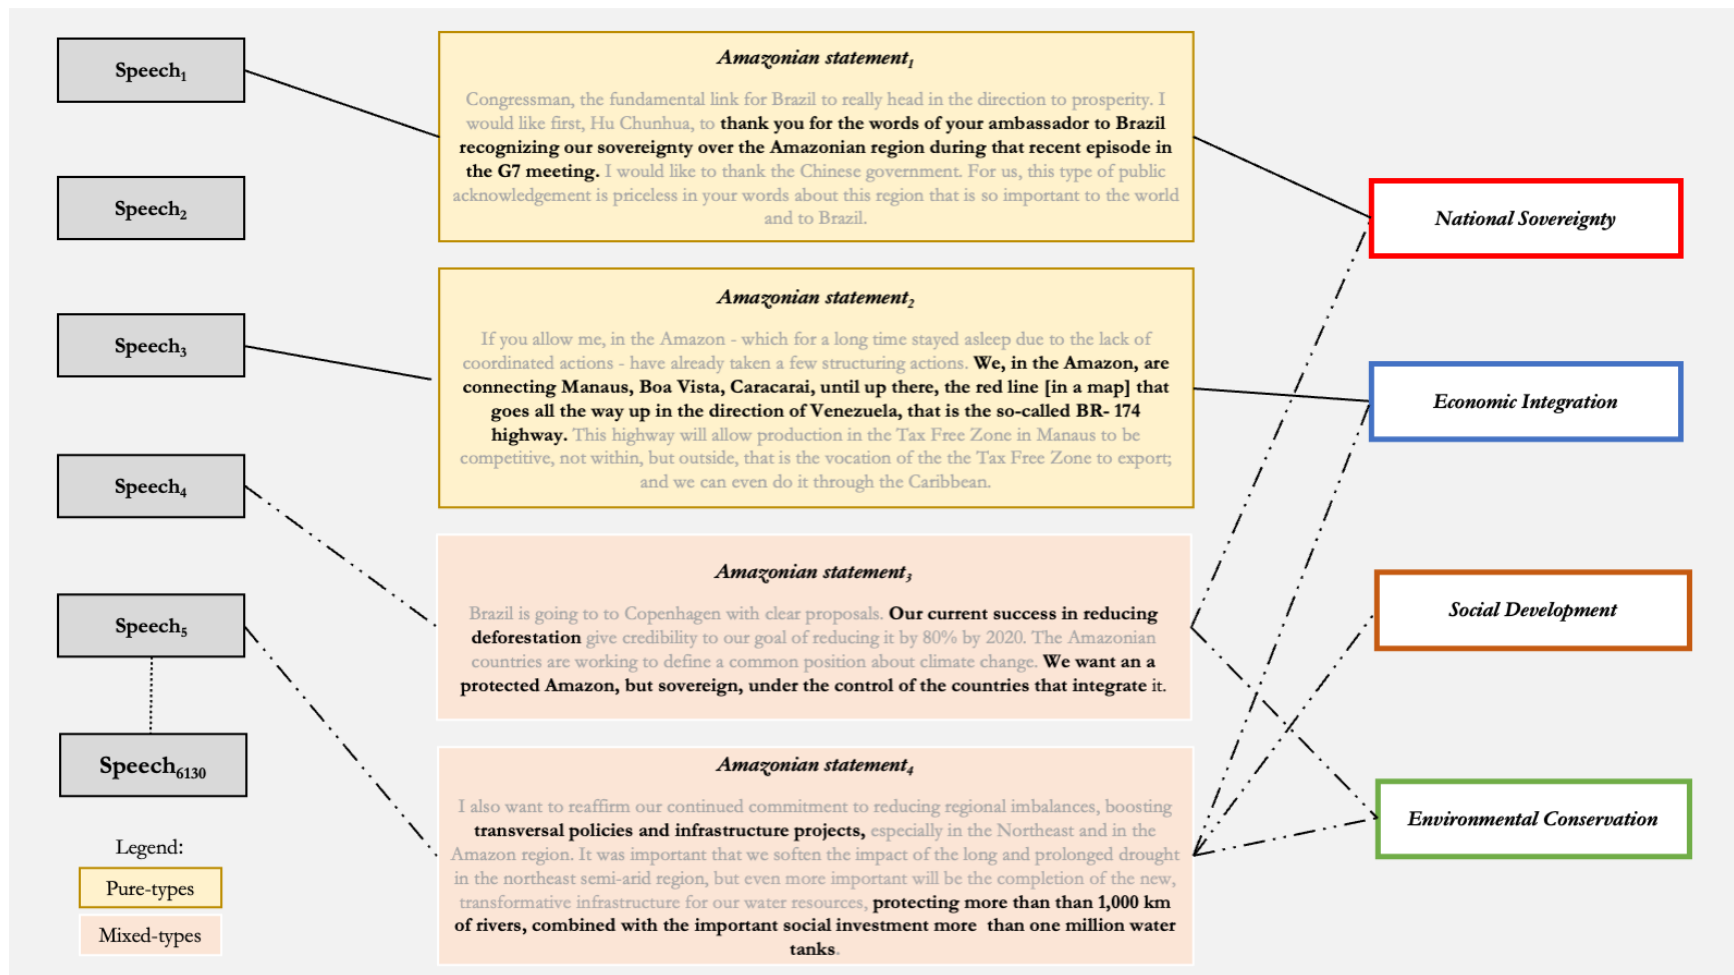 Speech1
Speech2
Speech3
Speech4
Speech5
Speech6130
Legend:
Pure-types
Mixed-types
Amazonian statement1
Congressman, the fundamental link for Brazil to really head in the direction to prosperity. I
would like first, Hu Chunhua, to thank you for the words of your ambassador to Brazil
recognizing our sovereignty over the Amazonian region during that recent episode in
the G7 meeting. I would like to thank the Chinese government. For us, this type of public
acknowledgement is priceless in your words about this region that is so important to the world
and to Brazil.
Amazonian statement2
If you allow me, in the Amazon - which for a long time stayed asleep due to the lack of
coordinated actions - have already taken a few structuring actions. We, in the Amazon, are
connecting Manaus, Boa Vista, Caracarai, until up there, the red line [in a map] that
goes all the way up in the direction of Venezuela, that is the so-called BR- 174
highway. This highway will allow production in the Tax Free Zone in Manaus to be
competitive, not within, but outside, that is the vocation of the the Tax Free Zone to export;
and we can even do it through the Caribbean.
Amazonian statement3
Brazil is going to to Copenhagen with clear proposals. Our current success in reducing
deforestation give credibility to our goal of reducing it by 80% by 2020. The Amazonian
countries are working to define a common position about climate change. We want an a
protected Amazon, but sovereign, under the control of the countries that integrate it.
Amazonian statement4
I also want to reaffirm our continued commitment to reducing regional imbalances, boosting
transversal policies and infrastructure projects, especially in the Northeast and in the
Amazon region. It was important that we soften the impact of the long and prolonged drought
in the northeast semi-arid region, but even more important will be the completion of the new,
transformative infrastructure for our water resources, protecting more than than 1,000 km
of rivers, combined with the important social investment more than one million water
tanks.
National Sovereignty
Economic Integration
Social Development
Environmental Conservation